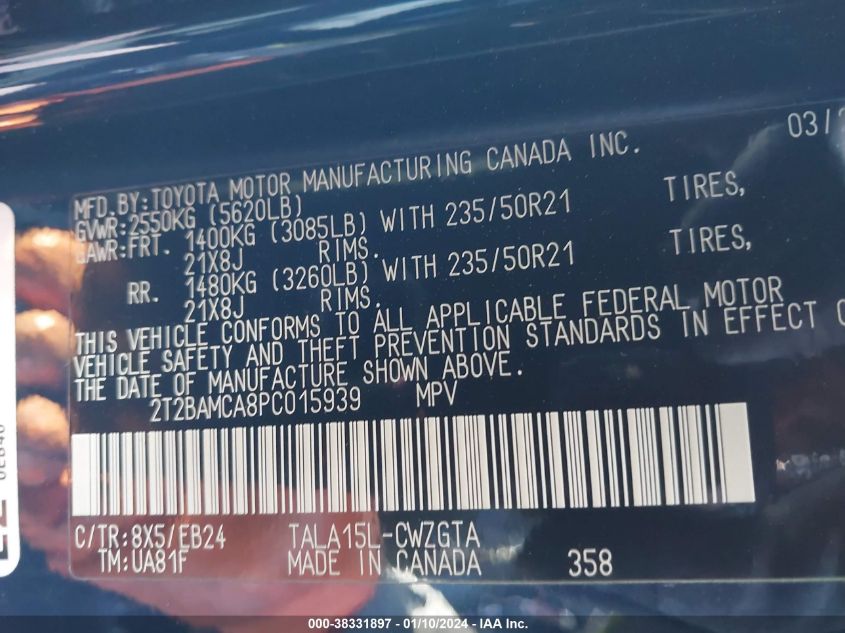 03/
MFD.BY:TOYOTA MOTOR MANUFACTURING CANADA INC.
GVWR:2550KG (5620LB)
GAWR:FRT. 1400KG (3085LB) WITH 235/50R21 TIRES,
21X8J RIMS.
RR. 1480KG (3260LB) WITH 235/50R21 TIRES,
21X8J RIMS.
THIS VEHICLE CONFORMS TO ALL APPLICABLE FEDERAL MOTOR
VEHICLE SAFETY AND THEFT PREVENTION STANDARDS IN EFFECT
THE DATE OF MANUFACTURE SHOWN ABOVE.
2T2BAMCA8PC015939 MPV
C/TR:8X5/EB24 TALA15L-CWZGTA
TM:UA81F MADE IN CANADA 358
000-38331897 - 01/10/2024 - IAA Inc.